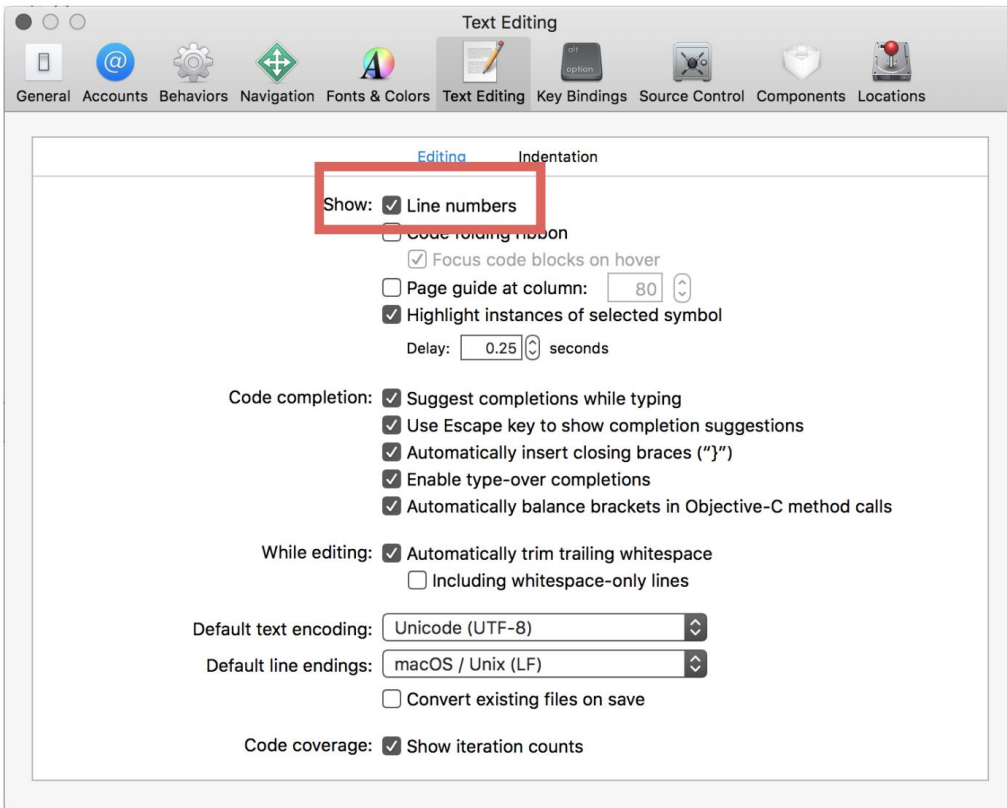 Text Editing
alt
option
General Accounts Behaviors Navigation Fonts & Colors Text Editing Key Bindings Source Control Components Locations
Editing Indentation
Show: Line numbers
Code folding ribbon
Focus code blocks on hover
Page guide at column: 80
Highlight instances of selected symbol
Delay: 0.25 seconds
Code completion: Suggest completions while typing
Use Escape key to show completion suggestions
Automatically insert closing braces (“}”)
Enable type-over completions
Automatically balance brackets in Objective-C method calls
While editing: Automatically trim trailing whitespace
Including whitespace-only lines
Default text encoding: Unicode (UTF-8)
Default line endings: macOS / Unix (LF)
Convert existing files on save
Code coverage: Show iteration counts